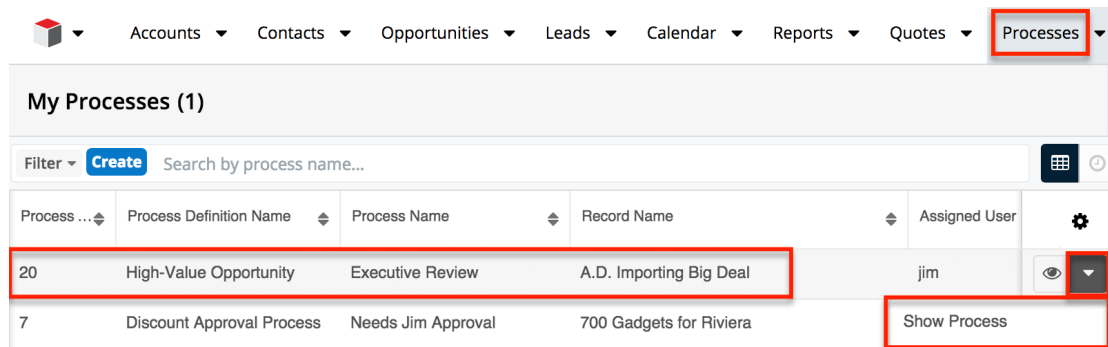 Accounts Contacts Opportunities Leads Calendar Reports Quotes Processes
My Processes (1)
Filter Create Search by process name...
Process ... Process Definition Name Process Name Record Name Assigned User
20 High-Value Opportunity Executive Review A.D. Importing Big Deal jim
7 Discount Approval Process Needs Jim Approval 700 Gadgets for Riviera Show Process